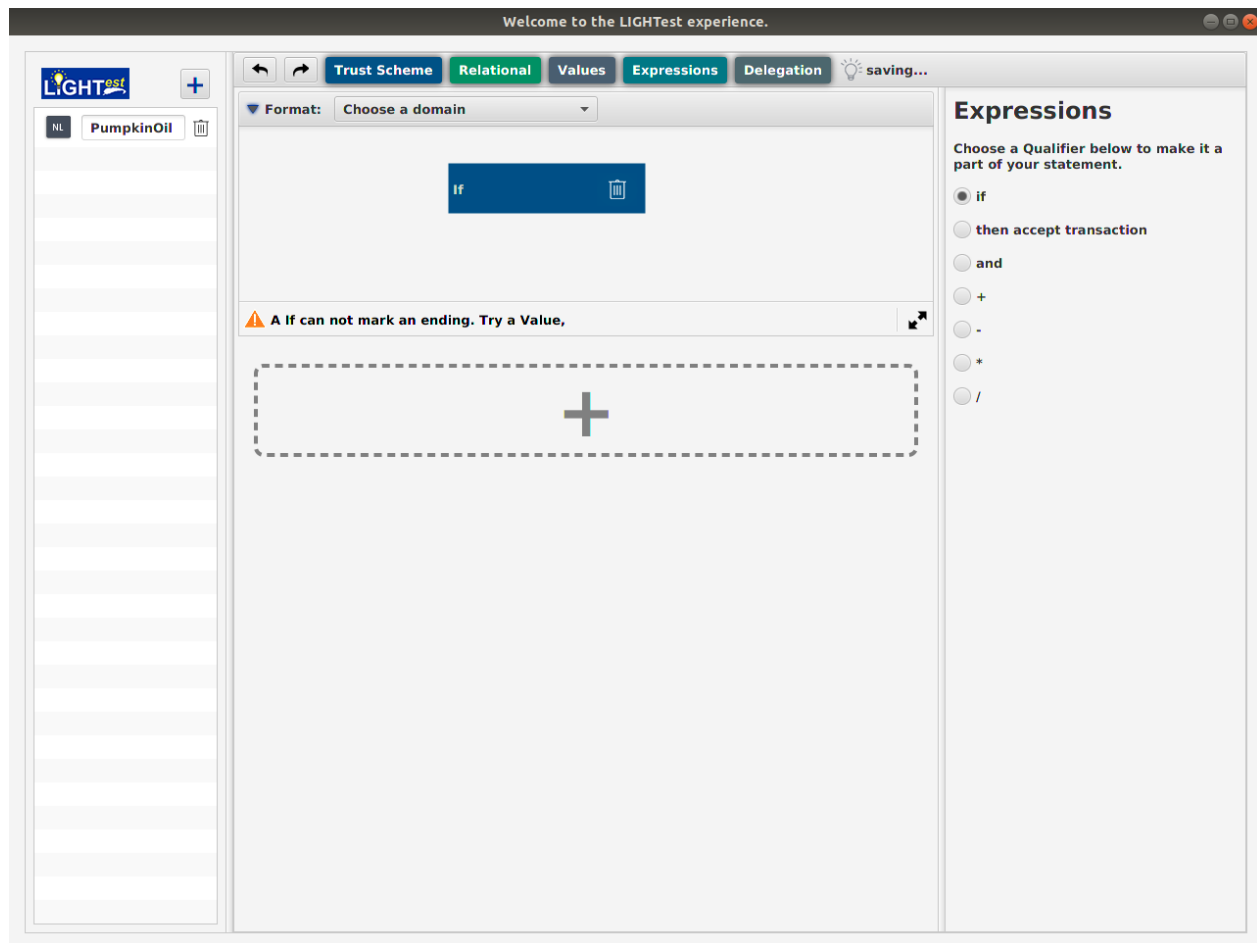 Welcome to the LIGHTest experience.
LIGHTest
Trust Scheme
Relational
Values
Expressions
Delegation
saving...
NL
PumpkinOil
Format:
Choose a domain
If
A If can not mark an ending. Try a Value,
Expressions
Choose a Qualifier below to make it a
part of your statement.
if
then accept transaction
and
+
-
*
/